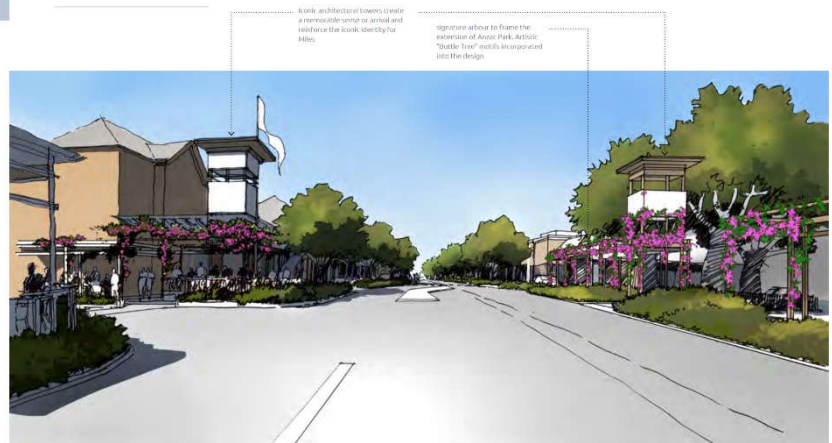 Iconic architectural towers create
a memorable sense or arrival and
reinforce the iconic identity for
Miles
signature arbour to frame the
extension of Anzac Park. Artistic
"Bottle Tree" motifs incorporated
into the design